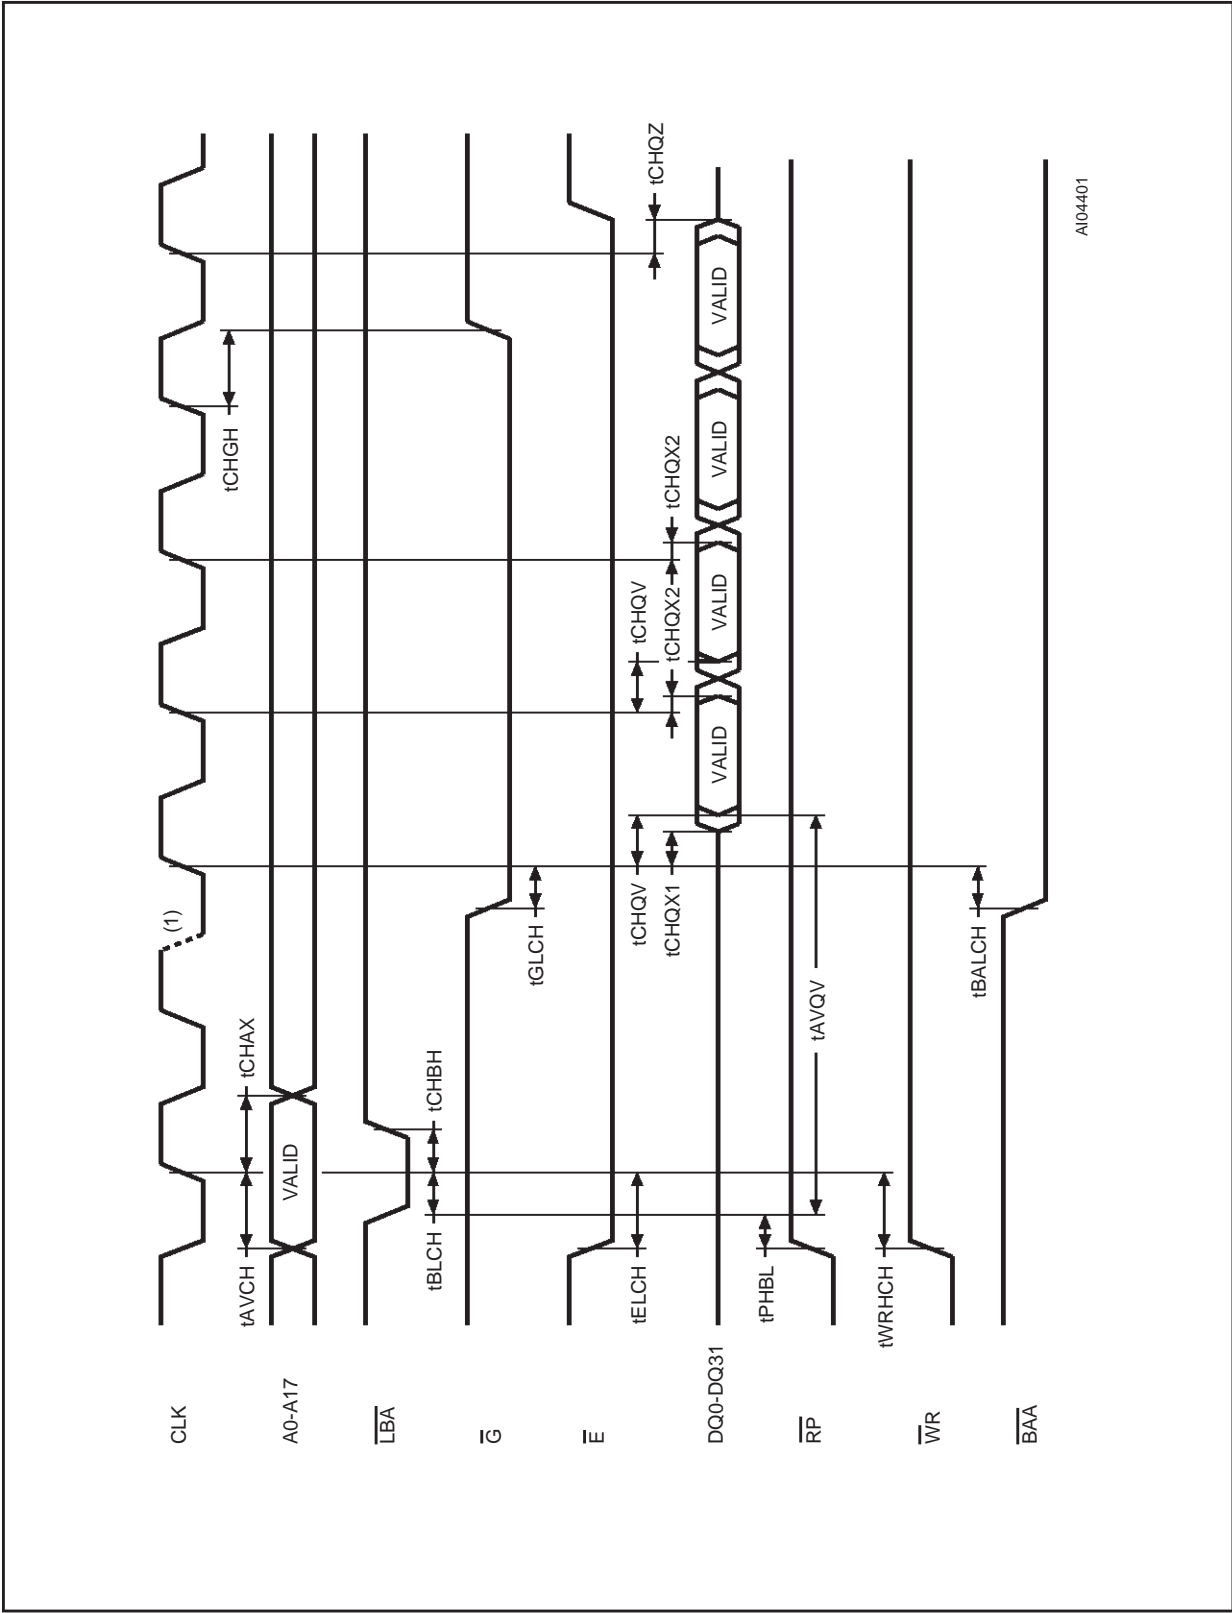 CLK
(1)
tCHGH
tAVCH
tCHAX
A0-A17
VALID
LBA
tBLCH
tCHBH
G
tGLCH
E
tELCH
tCHQV
tCHQV
tCHQZ
tCHQX1
tCHQX2
tCHQX2
DQ0-DQ31
VALID
VALID
VALID
VALID
tPHBL
RP
tAVQV
tWRHCH
WR
tBALCH
BAA
AI04401